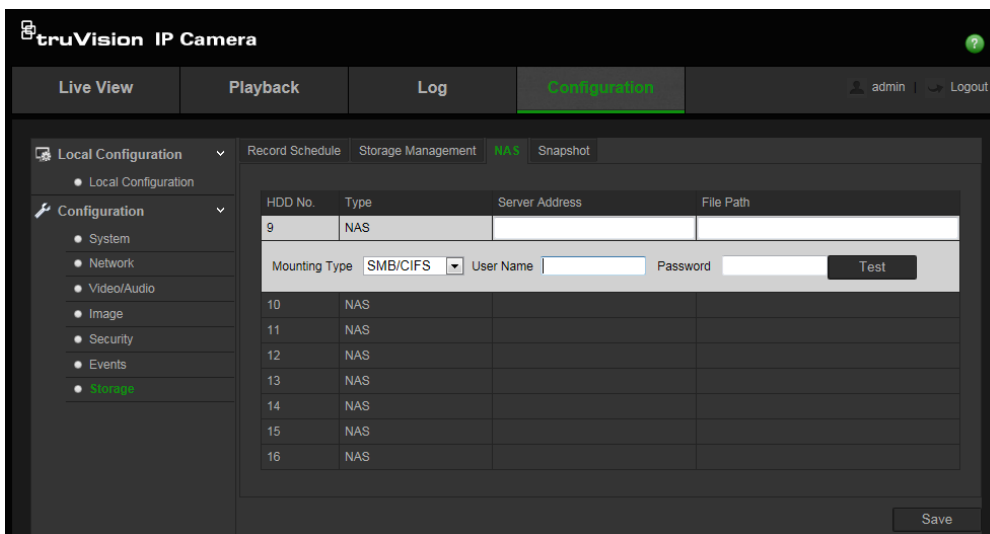 truVision IP Camera
?
Live View Playback Log Configuration admin | Logout
Local Configuration
Local Configuration
Configuration
System
Network
Video/Audio
Image
Security
Events
Storage
Record Schedule Storage Management NAS Snapshot
HDD No. Type Server Address File Path
9 NAS
Mounting Type SMB/CIFS User Name Password Test
10 NAS
11 NAS
12 NAS
13 NAS
14 NAS
15 NAS
16 NAS
Save